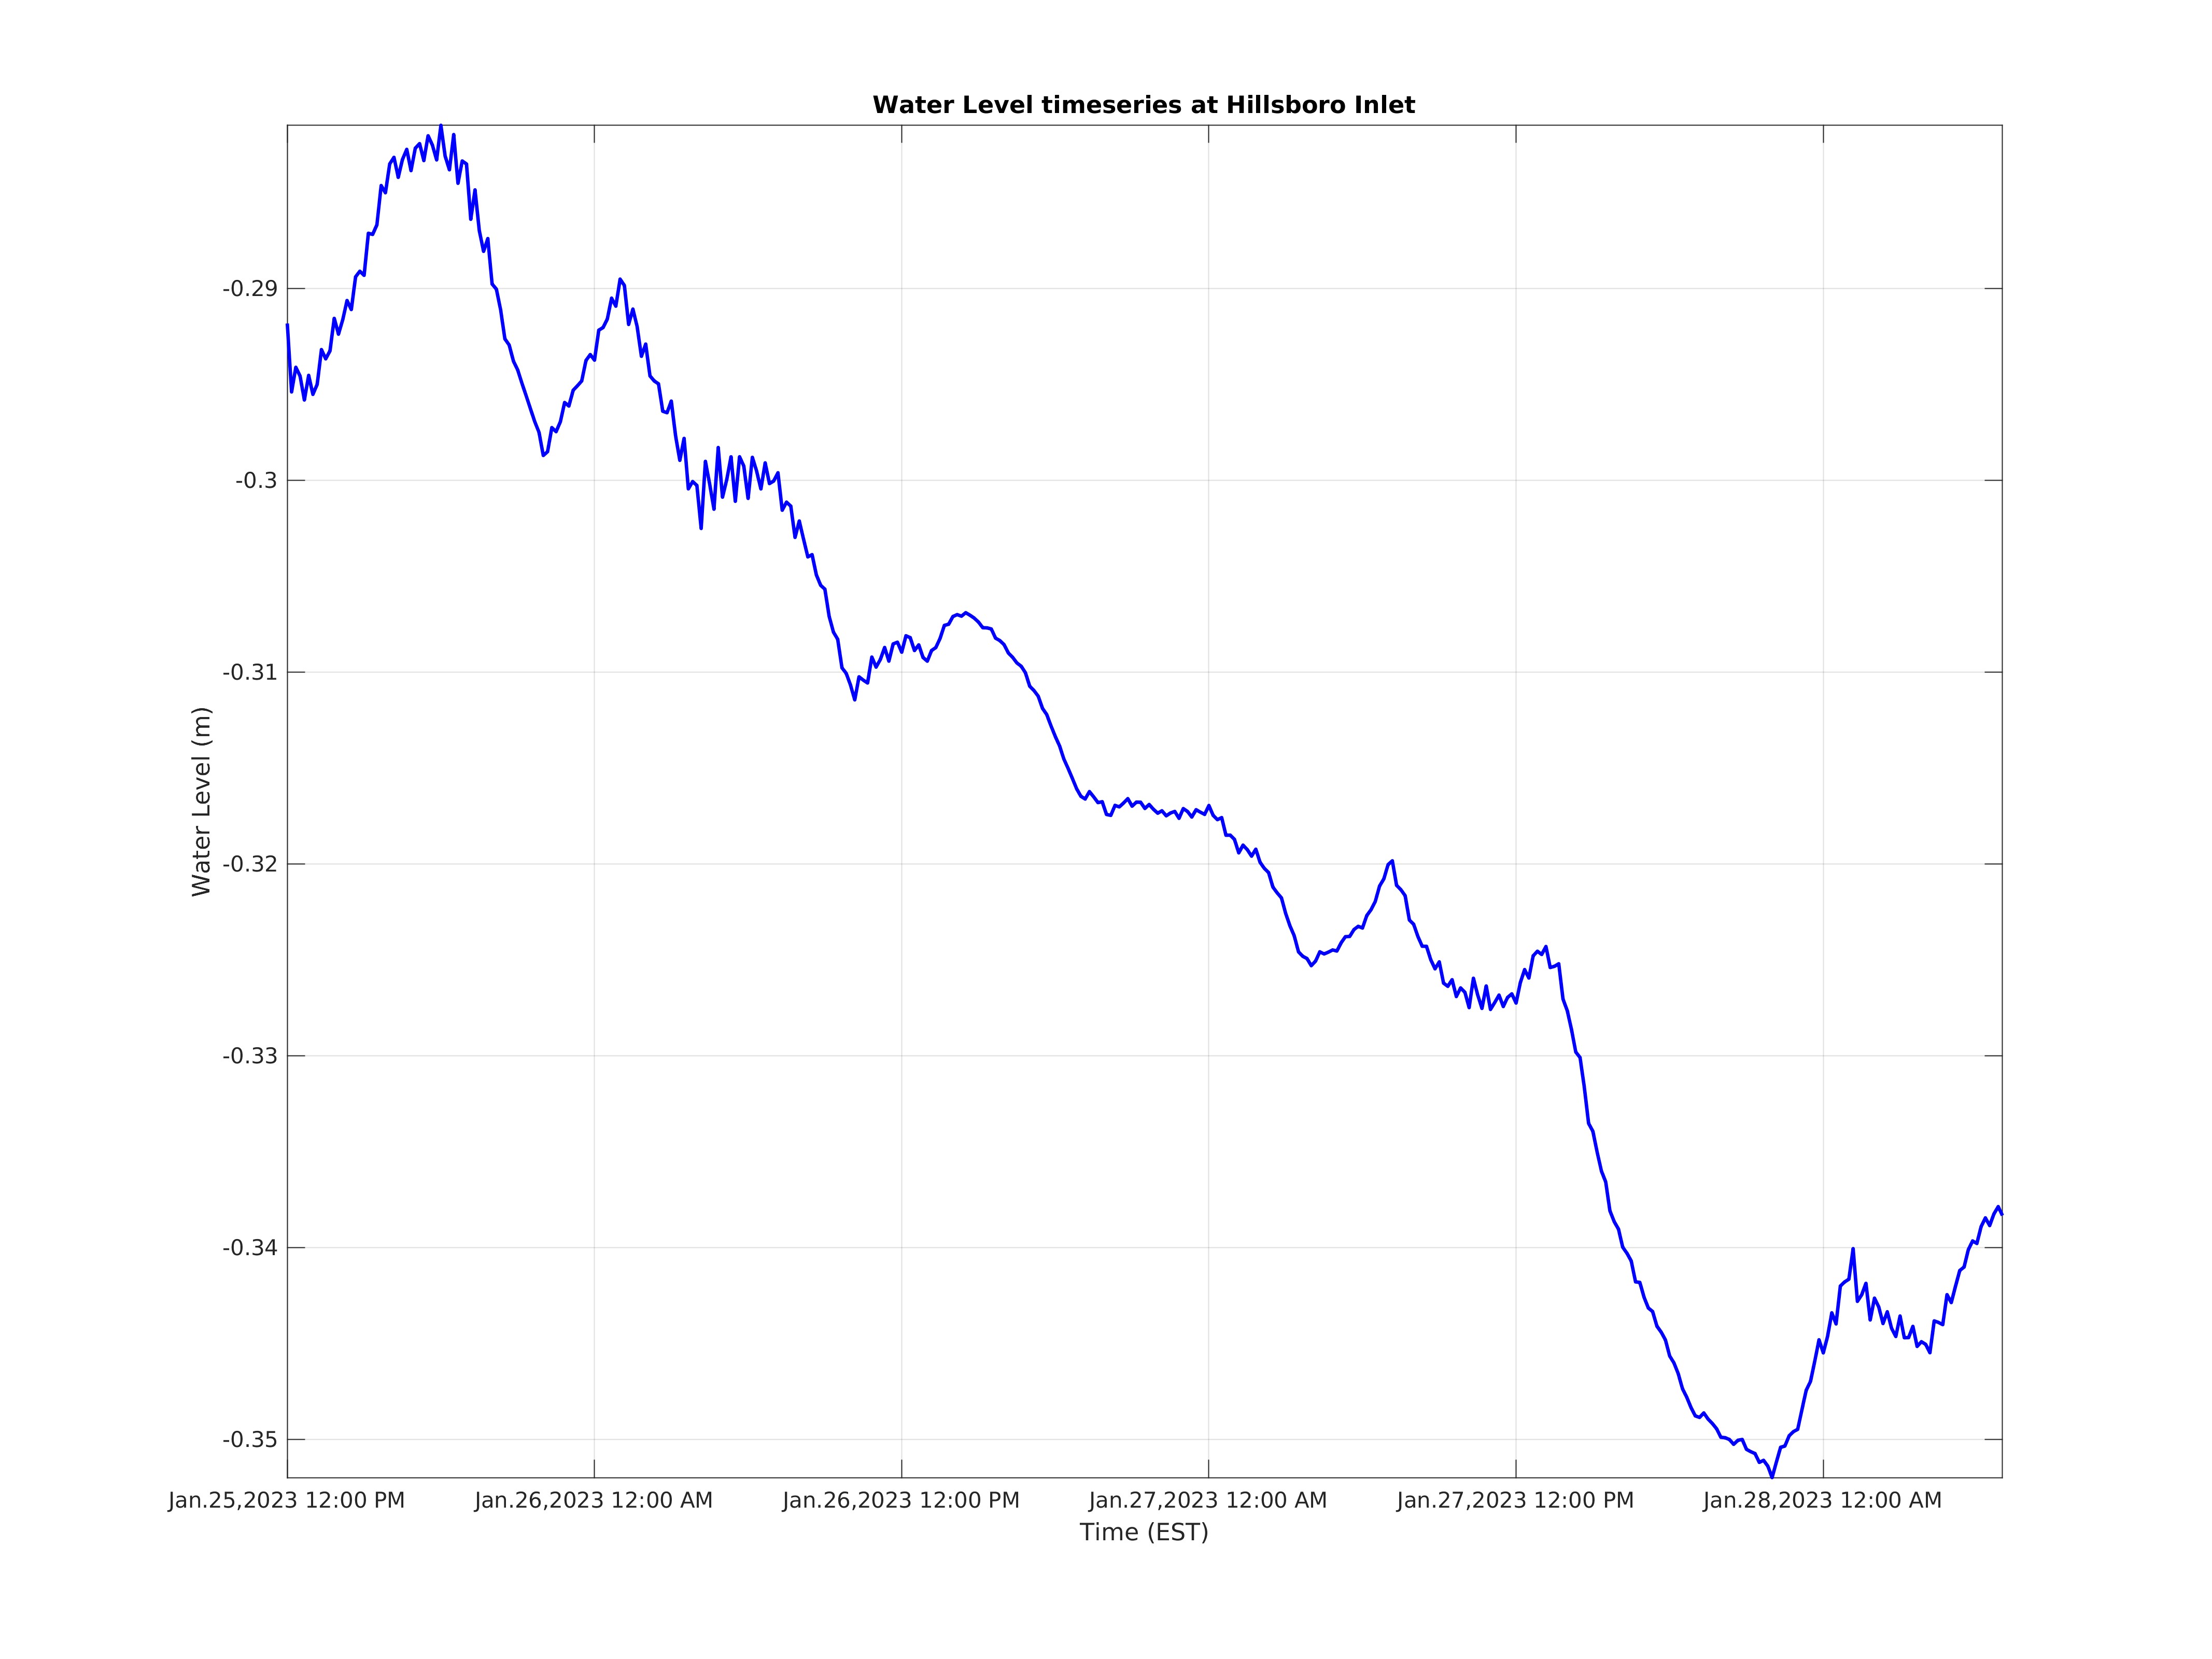 Water Level timeseries at Hillsboro Inlet
-0.29
-0.3
-0.31
-0.32
-0.33
-0.34
-0.35
Water Level (m)
Jan.25,2023 12:00 PM
Jan.26,2023 12:00 AM
Jan.26,2023 12:00 PM
Jan.27,2023 12:00 AM
Jan.27,2023 12:00 PM
Jan.28,2023 12:00 AM
Time (EST)